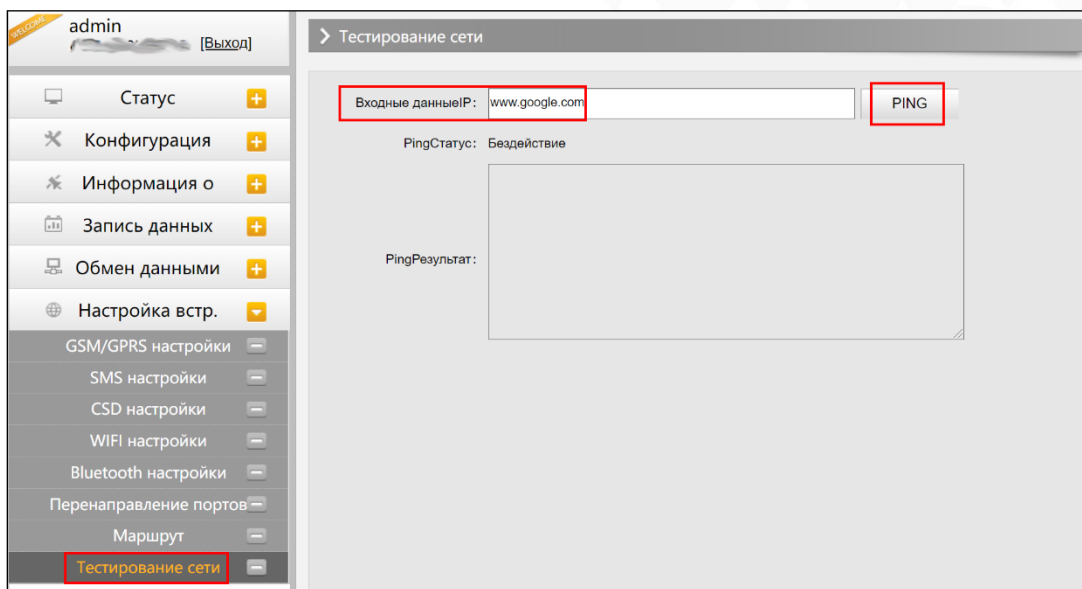 WELCOME
admin
[Выход]
Статус
Конфигурация
Информация о
Запись данных
Обмен данными
Настройка встр.
GSM/GPRS настройки
SMS настройки
CSD настройки
WIFI настройки
Bluetooth настройки
Перенаправление портов
Маршрут
Тестирование сети
Тестирование сети
Входные данныеIP: www.google.com PING
PingСтатус: Бездействие
PingРезультат: